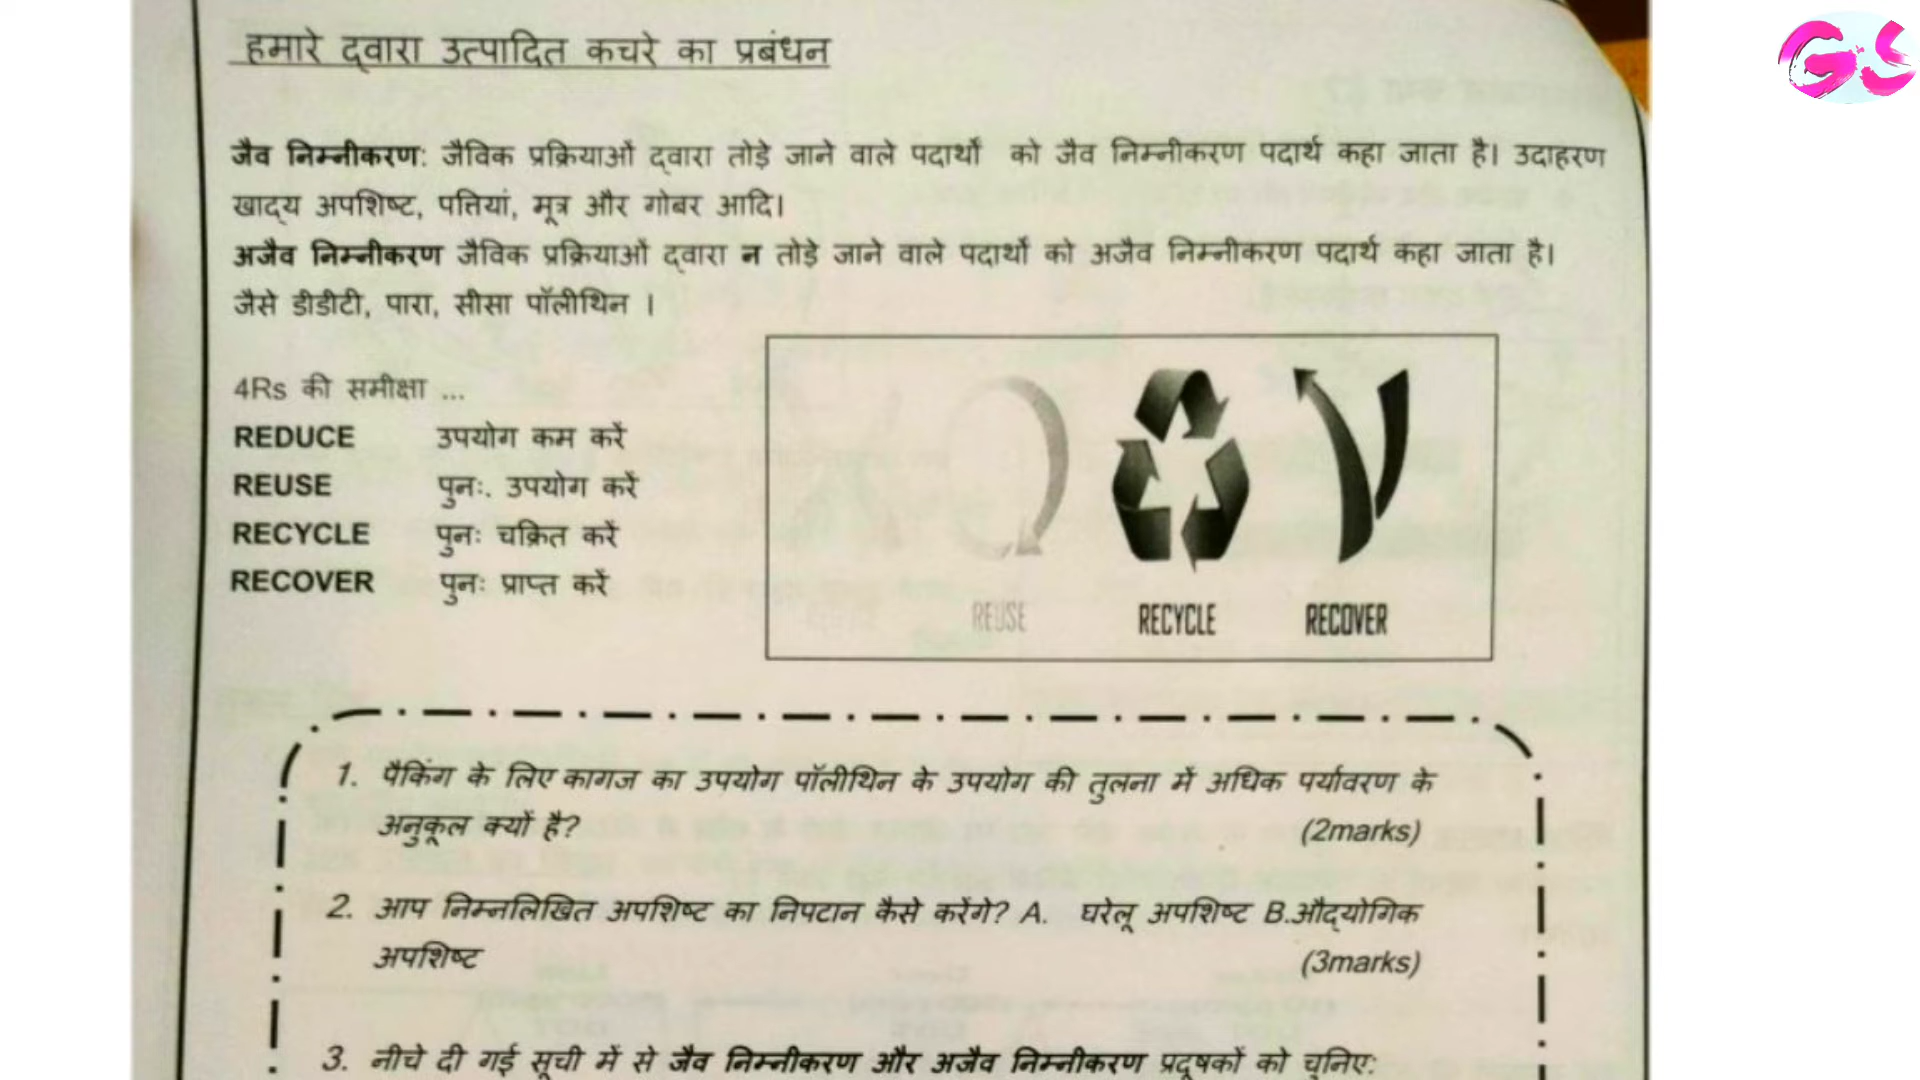 हमारे द्वारा उत्पादित कचरे का प्रबंधन
जैव निम्नीकरण: जैविक प्रक्रियाओं द्वारा तोड़े जाने वाले पदार्थों को जैव निम्नीकरण पदार्थ कहा जाता है। उदाहरण
खाद्य अपशिष्ट, पत्तियां, मूत्र और गोबर आदि।
अजैव निम्नीकरण जैविक प्रक्रियाओं द्वारा न तोड़े जाने वाले पदार्थों को अजैव निम्नीकरण पदार्थ कहा जाता है।
जैसे डीडीटी, पारा, सीसा पॉलीथिन ।
4Rs की समीक्षा ...
REDUCE उपयोग कम करें
REUSE पुनः. उपयोग करें
RECYCLE पुनः चक्रित करें
RECOVER पुनः प्राप्त करें
REUSE RECYCLE RECOVER
1. पैकिंग के लिए कागज का उपयोग पॉलीथिन के उपयोग की तुलना में अधिक पर्यावरण के
अनुकूल क्यों है? (2marks)
2. आप निम्नलिखित अपशिष्ट का निपटान कैसे करेंगे? A. घरेलू अपशिष्ट B.औद्योगिक
अपशिष्ट (3marks)
3. नीचे दी गई सूची में से जैव निम्नीकरण और अजैव निम्नीकरण प्रदूषकों को चुनिए:
GS